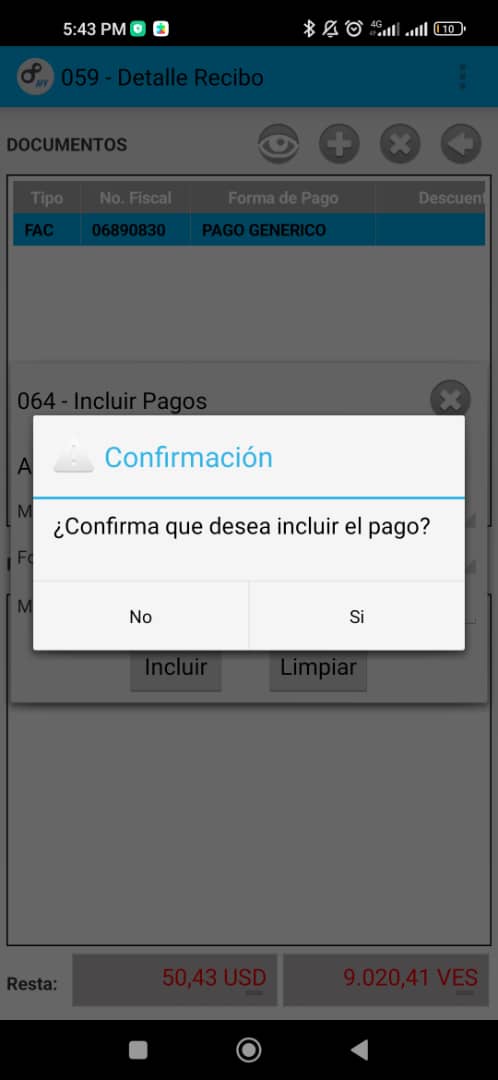 5:43 PM 4G 10
059 - Detalle Recibo
DOCUMENTOS
Tipo No. Fiscal Forma de Pago Descuent
FAC 06890830 PAGO GENERICO
064 - Incluir Pagos
A
Confirmación
M
¿Confirma que desea incluir el pago?
Fo
M
No Si
Incluir Limpiar
Resta: 50,43 USD 9.020,41 VES